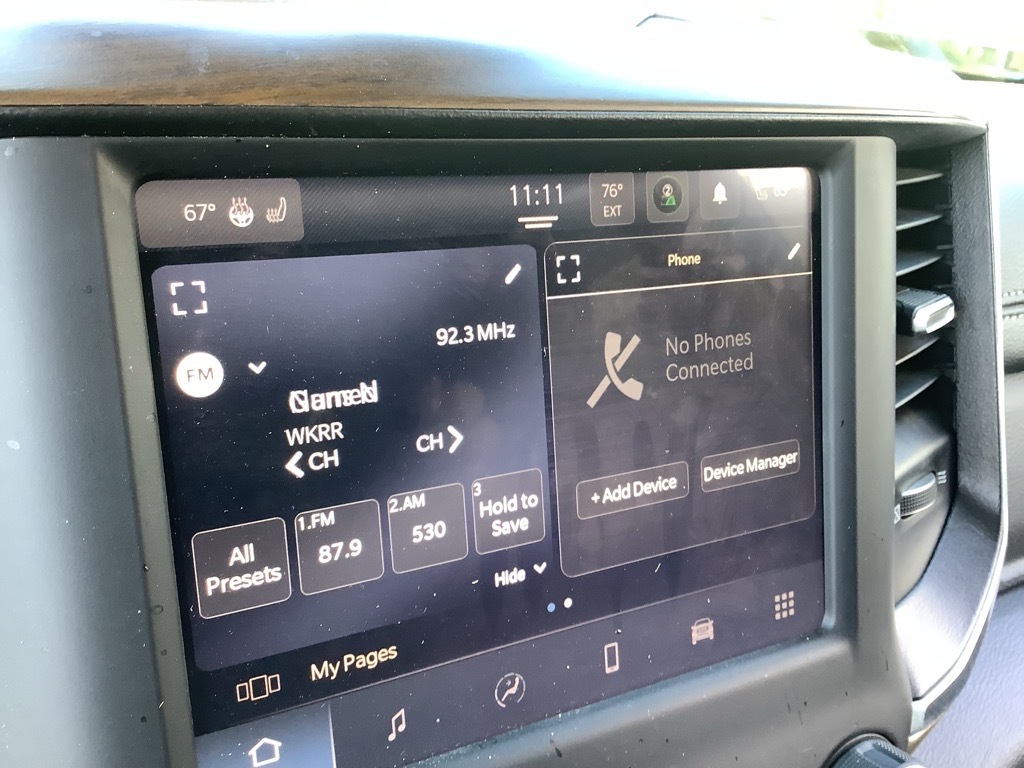 67°
11:11
76°
EXT
2
92.3 MHz
FM
WKRR
CH
CH
All
Presets
1.FM
87.9
2.AM
530
3
Hold to
Save
Hide
Phone
No Phones
Connected
+ Add Device
Device Manager
My Pages